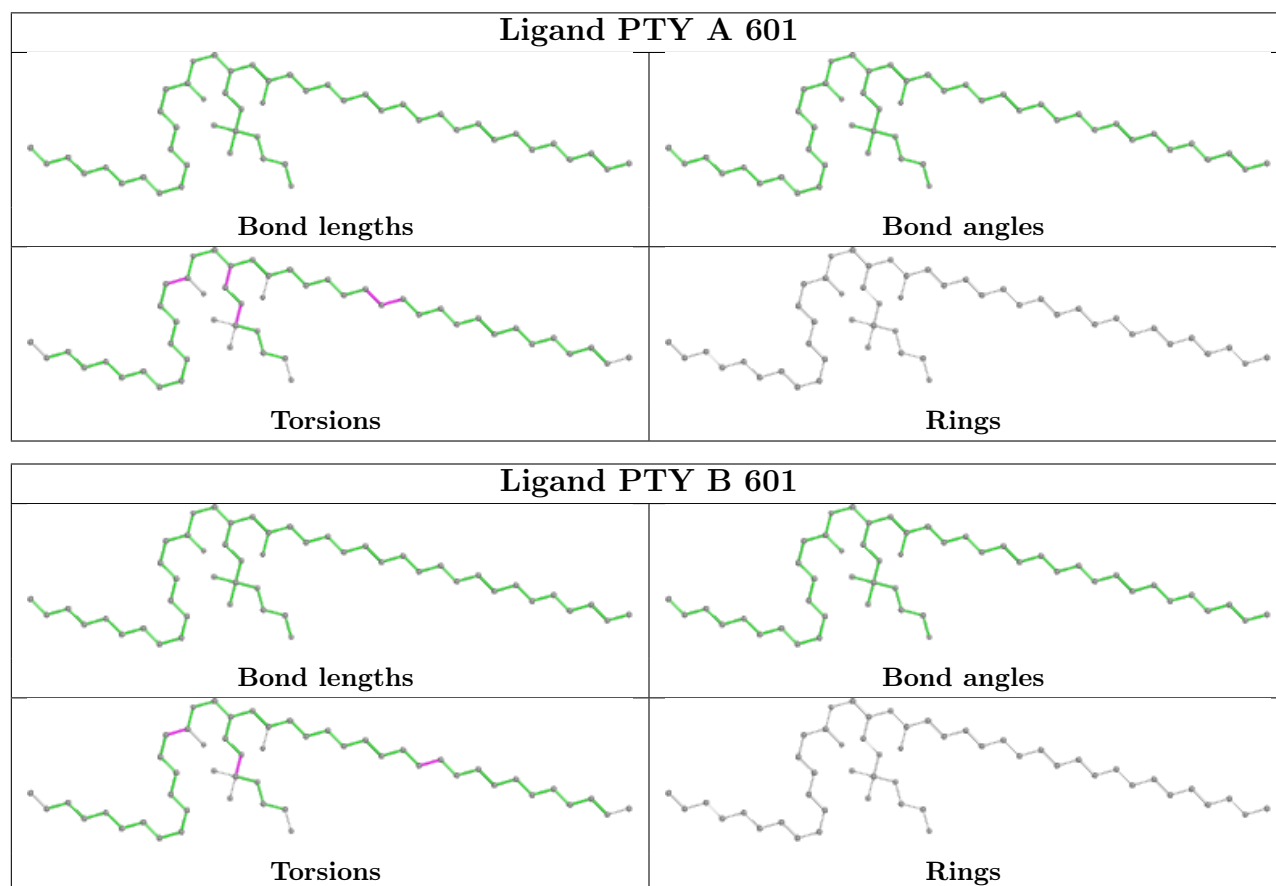 Ligand PTY A 601
Bond lengths
Bond angles
Torsions
Rings
Ligand PTY B 601
Bond lengths
Bond angles
Torsions
Rings